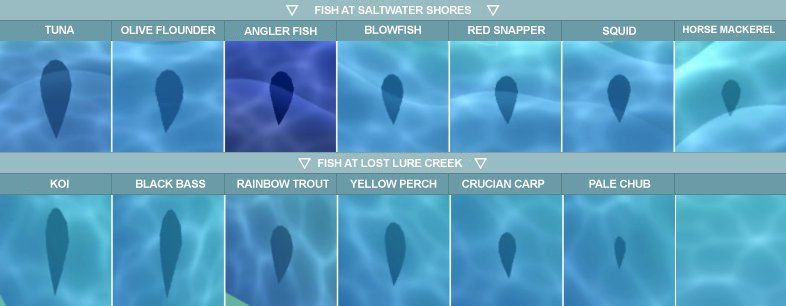 FISH AT SALTWATER SHORES
TUNA OLIVE FLOUNDER ANGLER FISH BLOWFISH RED SNAPPER SQUID HORSE MACKEREL
FISH AT LOST LURE CREEK
KOI BLACK BASS RAINBOW TROUT YELLOW PERCH CRUCIAN CARP PALE CHUB